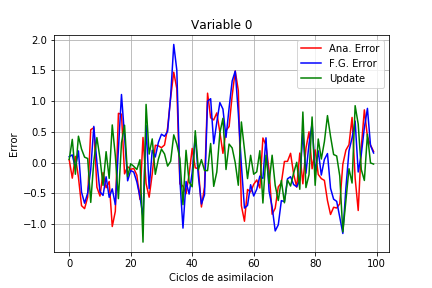 Variable 0
2.0
1.5
1.0
0.5
0.0
−0.5
−1.0
Error
Ana. Error
F.G. Error
Update
0 20 40 60 80 100
Ciclos de asimilacion